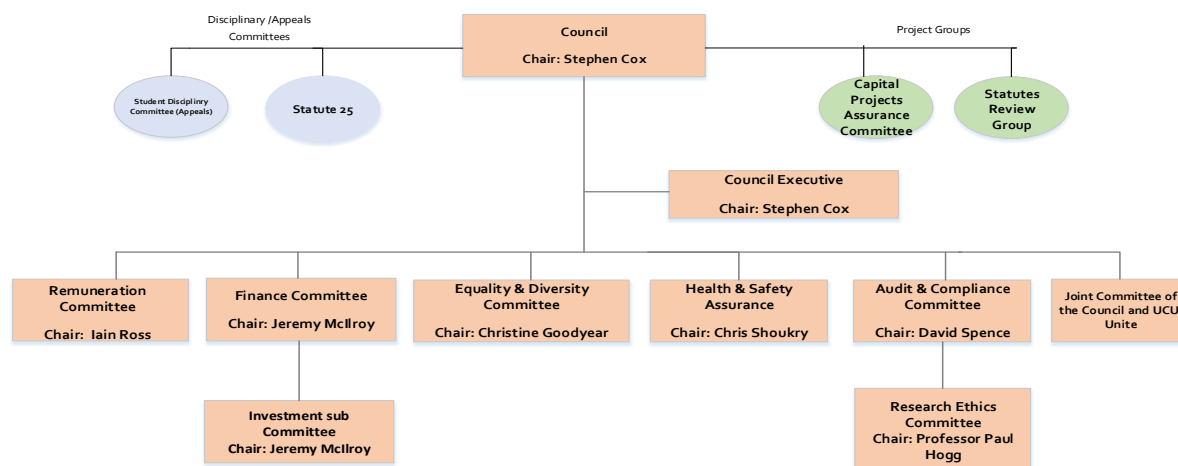 Disciplinary /Appeals
Committees
Council
Chair: Stephen Cox
Project Groups
Student Disciplinry
Committee (Appeals)
Statute 25
Capital
Projects
Assurance
Committee
Statutes
Review
Group
Council Executive
Chair: Stephen Cox
Remuneration
Committee
Chair: Iain Ross
Finance Committee
Chair: Jeremy McIlroy
Equality & Diversity
Committee
Chair: Christine Goodyear
Health & Safety
Assurance
Chair: Chris Shoukry
Audit & Compliance
Committee
Chair: David Spence
Joint Committee of
the Council and UCU
Unite
Investment sub
Committee
Chair: Jeremy McIlroy
Research Ethics
Committee
Chair: Professor Paul
Hogg